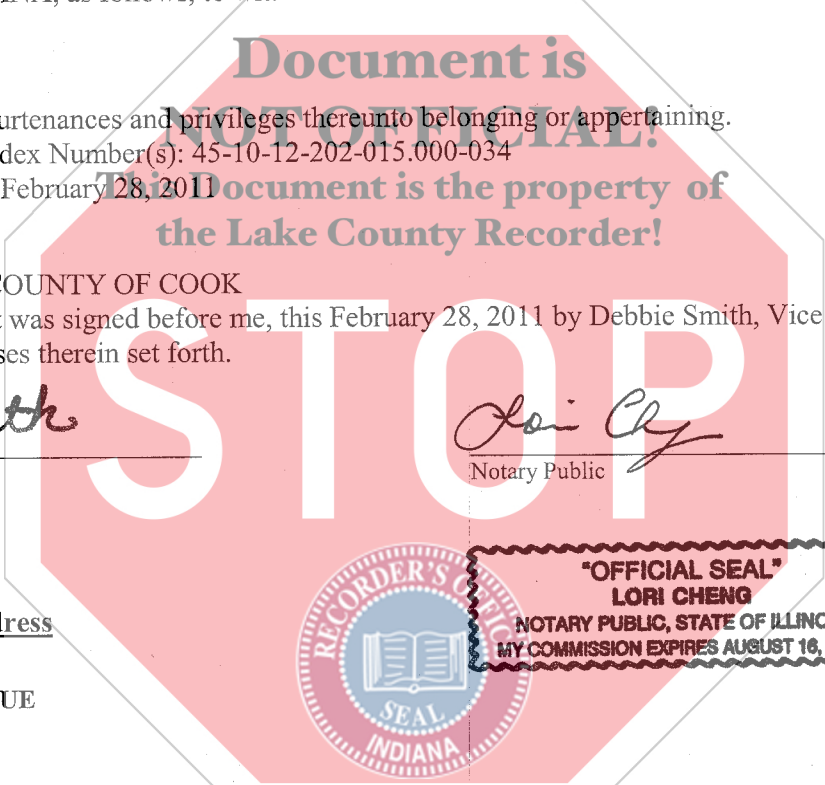 Document is
urtenances and privileges thereunto belonging or appertaining.
NOT OFFICIAL!
dex Number(s): 45-10-12-202-015.000-034
February 28, 2011
This Document is the property of
the Lake County Recorder!
COUNTY OF COOK
was signed before me, this February 28, 2011 by Debbie Smith, Vice
ses therein set forth.
STOP
Notary Public
"OFFICIAL SEAL"
LORI CHENG
NOTARY PUBLIC, STATE OF ILLINO
MY COMMISSION EXPIRES AUGUST 16,
RECORDER'S OFFIC
SEAL
INDIANA
dress
UE